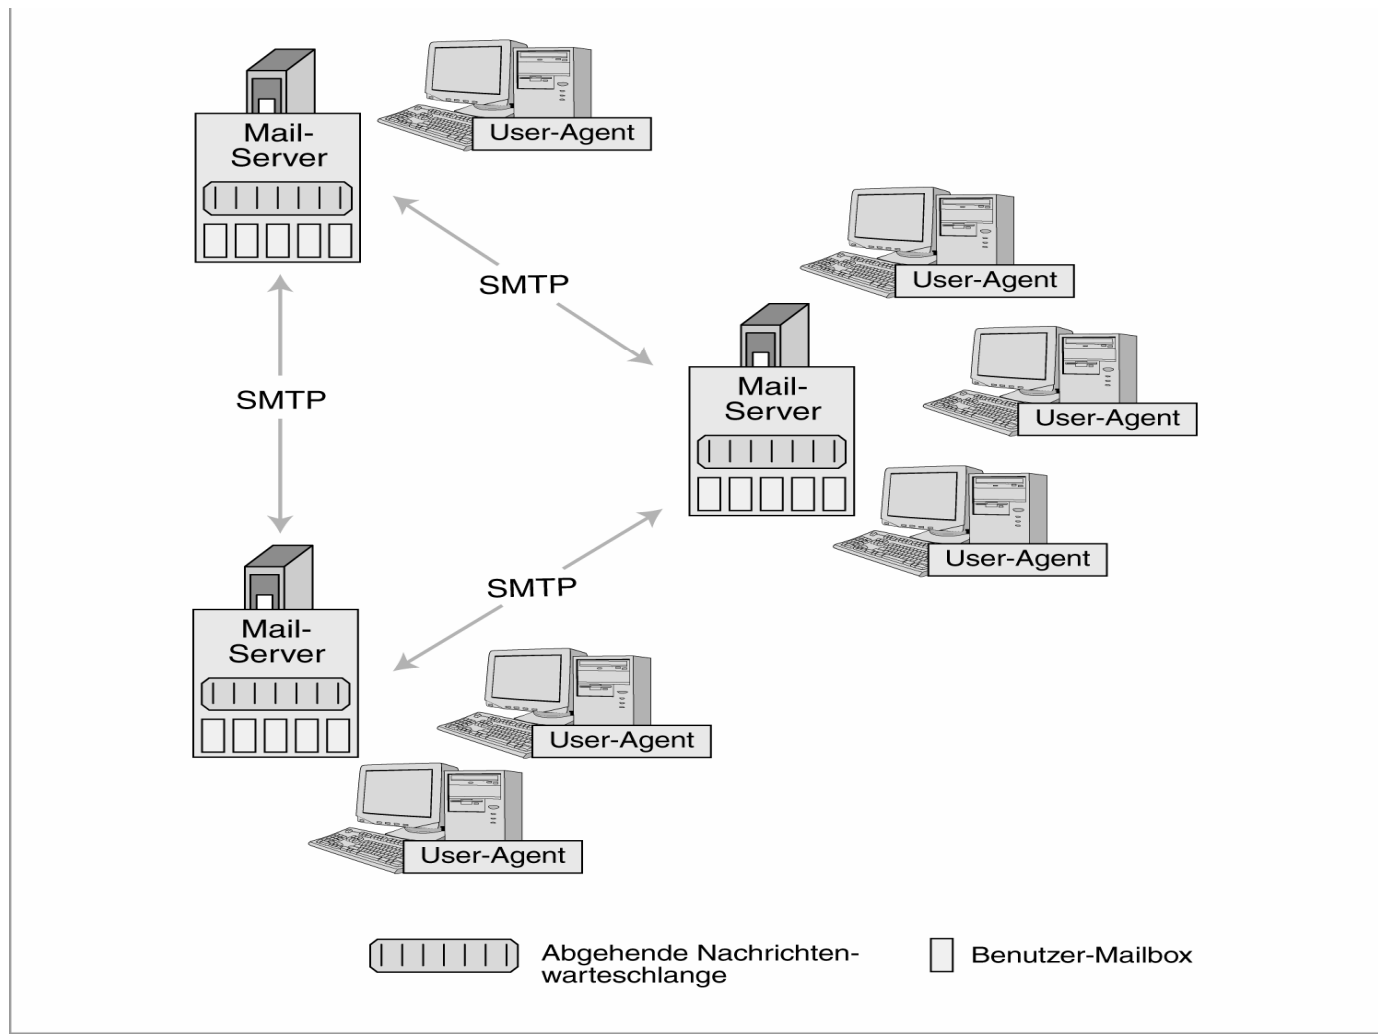 Mail-
Server
User-Agent
SMTP
User-Agent
SMTP
Mail-
Server
User-Agent
User-Agent
SMTP
Mail-
Server
User-Agent
User-Agent
Abgehende Nachrichten-
warteschlange
Benutzer-Mailbox